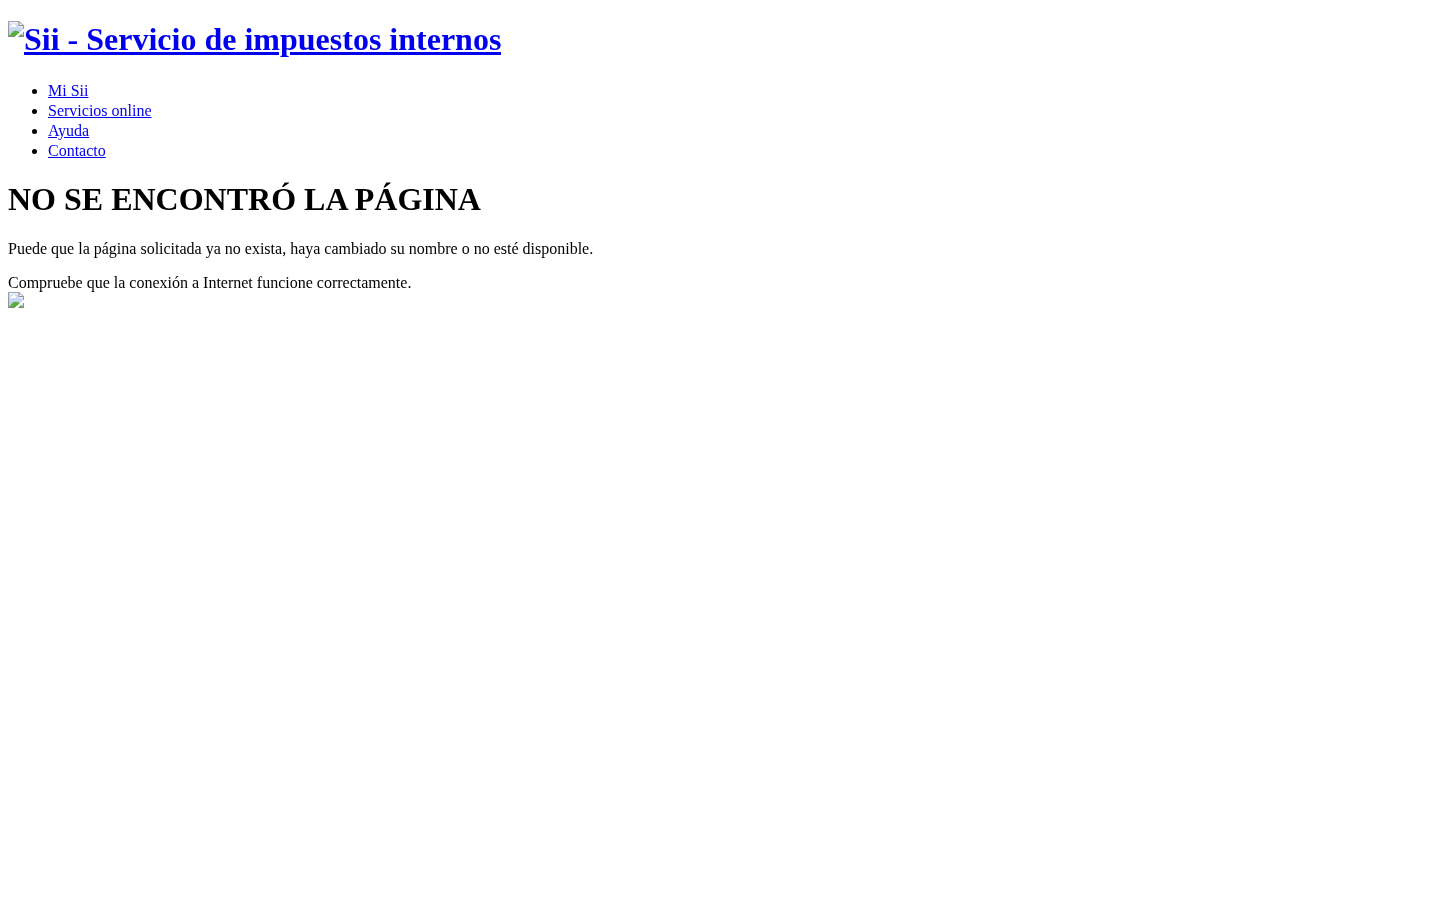 Sii - Servicio de impuestos internos
Mi Sii
Servicios online
Ayuda
Contacto
NO SE ENCONTRÓ LA PÁGINA
Puede que la página solicitada ya no exista, haya cambiado su nombre o no esté disponible.
Compruebe que la conexión a Internet funcione correctamente.